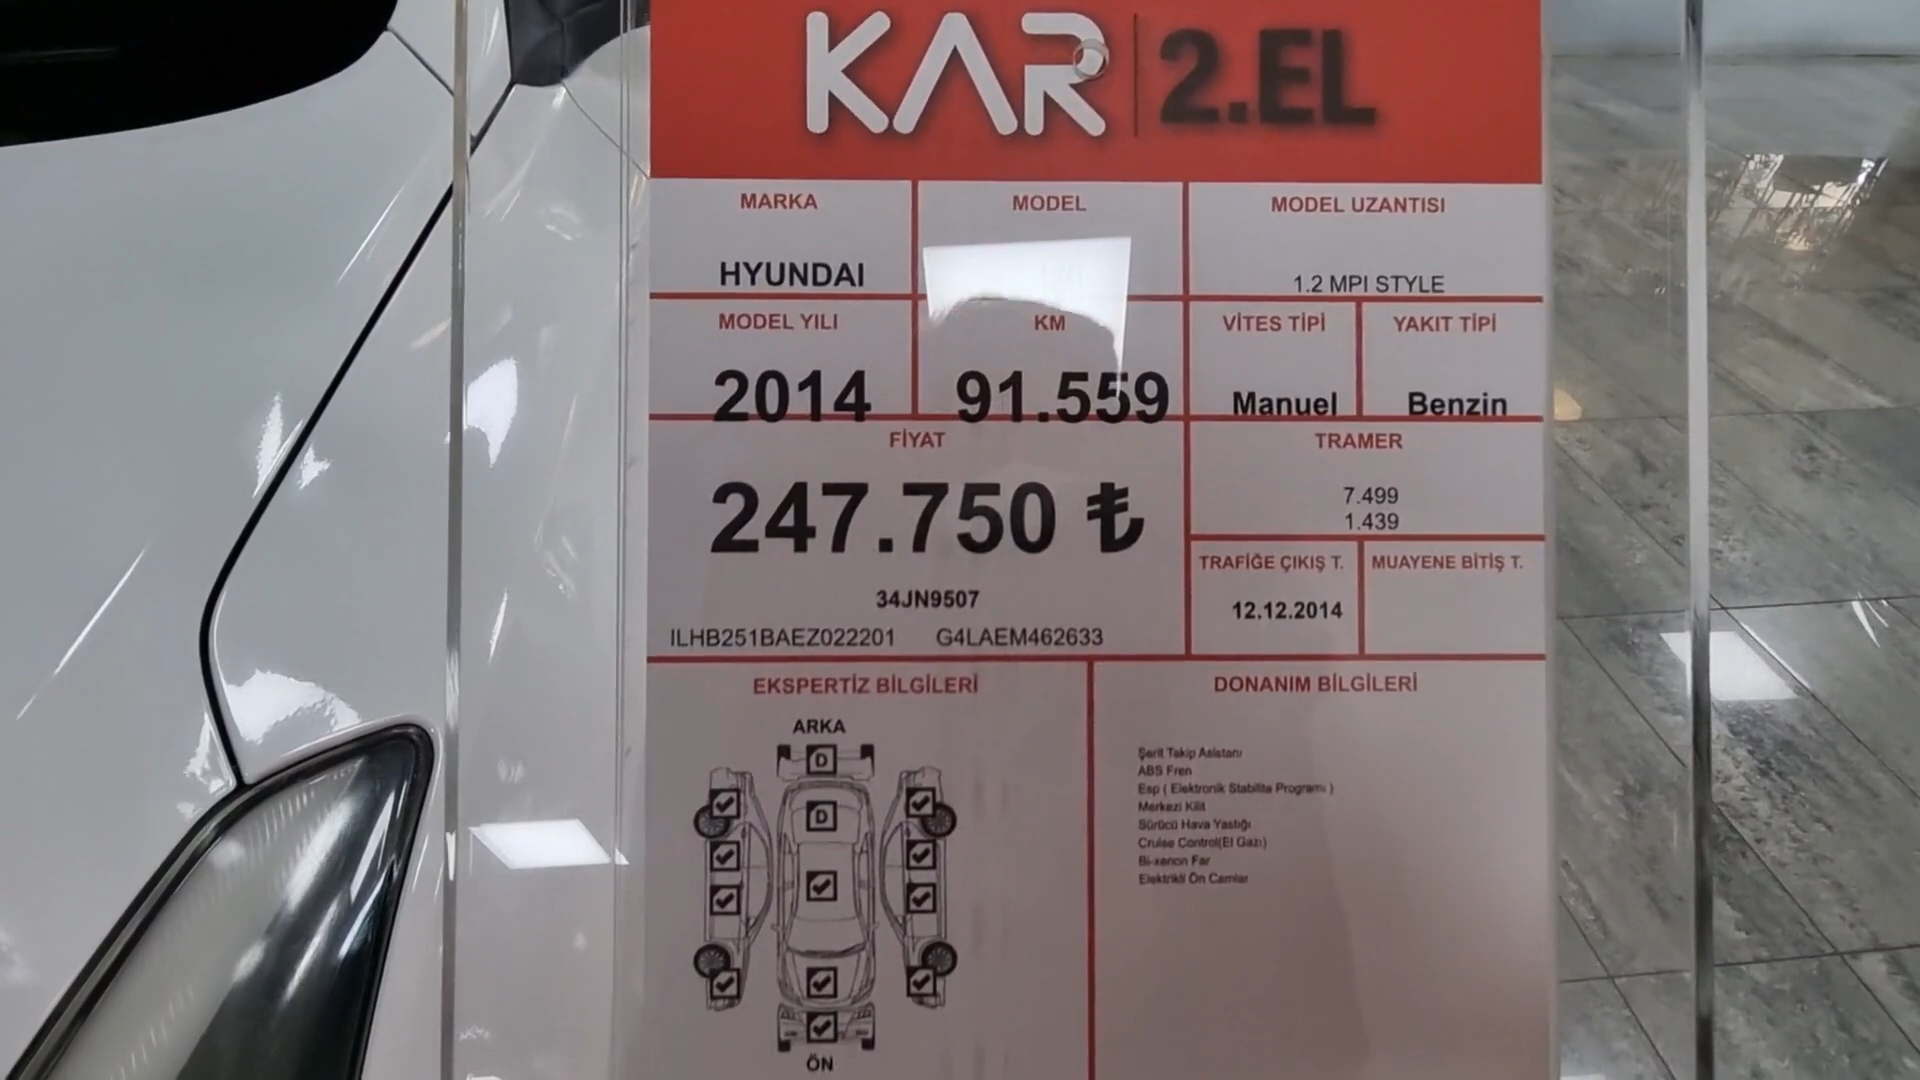 KAR 2.EL
MARKA MODEL MODEL UZANTISI
HYUNDAI 1.2 MPI STYLE
MODEL YILI KM VİTES TİPİ YAKIT TİPİ
2014 91.559 Manuel Benzin
FİYAT TRAMER
247.750 ₺
7.499
1.439
34JN9507
TRAFİĞE ÇIKIŞ T. MUAYENE BİTİŞ T.
12.12.2014
ILHB251BAEZ022201 G4LAEM462633
EKSPERTİZ BİLGİLERİ
ARKA
D
D
ÖN
DONANIM BİLGİLERİ
Şerit Takip Asistanı
ABS Fren
Esp ( Elektronik Stabilite Programı )
Merkezi Kilit
Sürücü Hava Yastığı
Cruise Control(El Gazı)
Bi-xenon Far
Elektrikli Ön Camlar